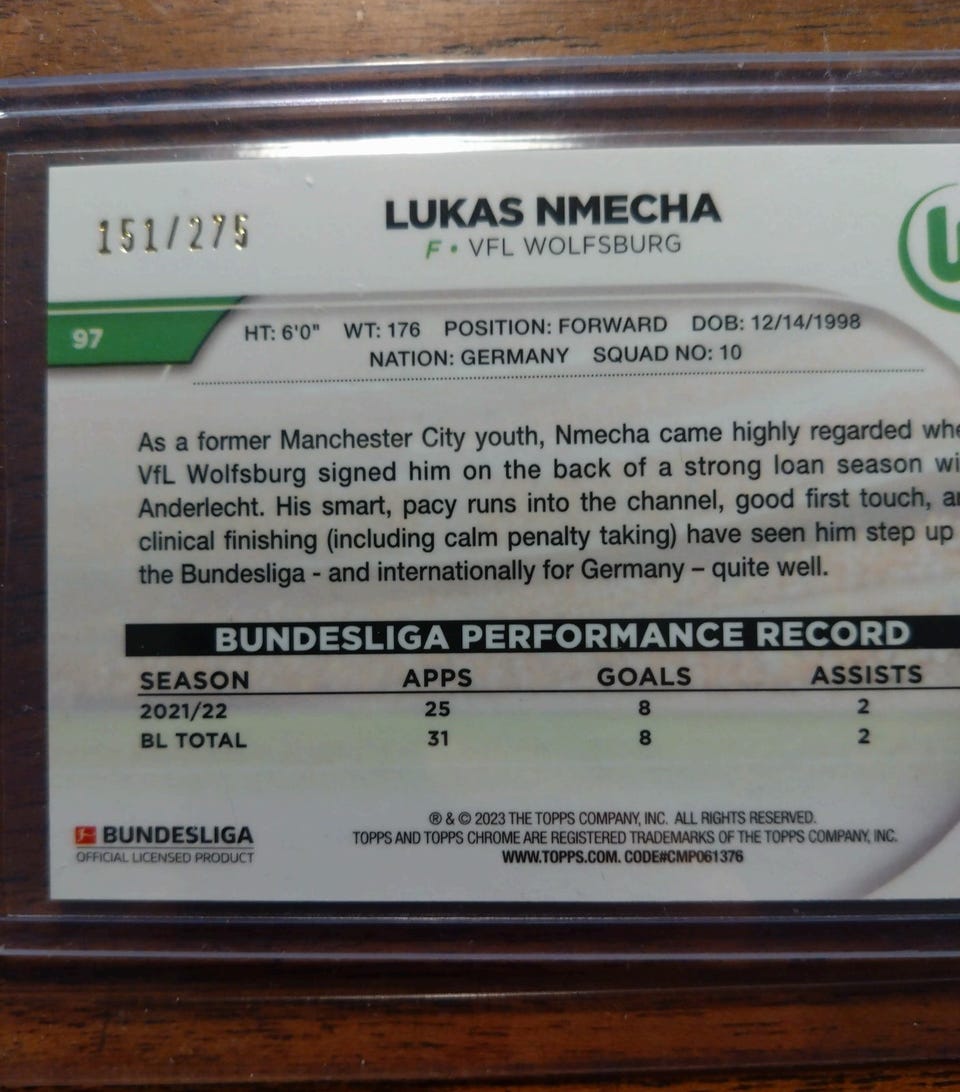 151/275
LUKAS NMECHA
F • VFL WOLFSBURG
97
HT: 6'0" WT: 176 POSITION: FORWARD DOB: 12/14/1998
NATION: GERMANY SQUAD NO: 10
As a former Manchester City youth, Nmecha came highly regarded
VfL Wolfsburg signed him on the back of a strong loan season
Anderlecht. His smart, pacy runs into the channel, good first touch,
clinical finishing (including calm penalty taking) have seen him step up
the Bundesliga - and internationally for Germany – quite well.
BUNDESLIGA PERFORMANCE RECORD
SEASON APPS GOALS ASSISTS
2021/22 25 8 2
BL TOTAL 31 8 2
BUNDESLIGA
OFFICIAL LICENSED PRODUCT
® & © 2023 THE TOPPS COMPANY, INC. ALL RIGHTS RESERVED.
TOPPS AND TOPPS CHROME ARE REGISTERED TRADEMARKS OF THE TOPPS COMPANY, INC.
WWW.TOPPS.COM. CODE#CMP061376